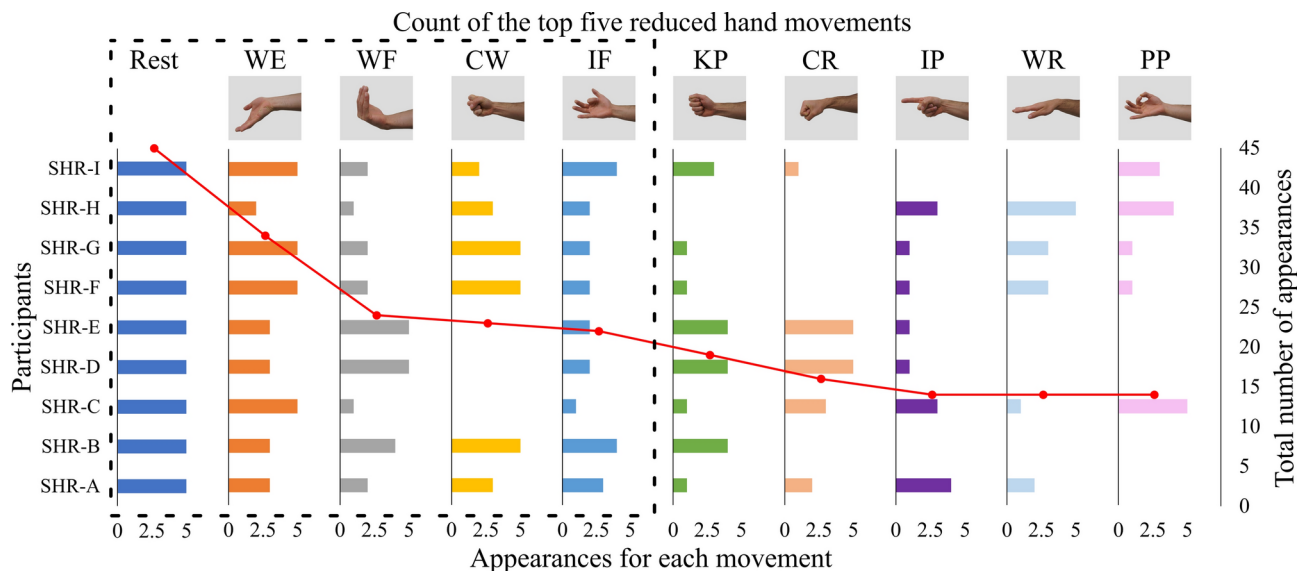 Count of the top five reduced hand movements
Rest WE WF CW IF KP CR IP WR PP
Participants
SHR-I
SHR-H
SHR-G
SHR-F
SHR-E
SHR-D
SHR-C
SHR-B
SHR-A
45
40
35
30
25
20
15
10
5
0
Total number of appearances
0 2.5 5 0 2.5 5 0 2.5 5 0 2.5 5 0 2.5 5 0 2.5 5 0 2.5 5 0 2.5 5 0 2.5 5 0 2.5 5
Appearances for each movement